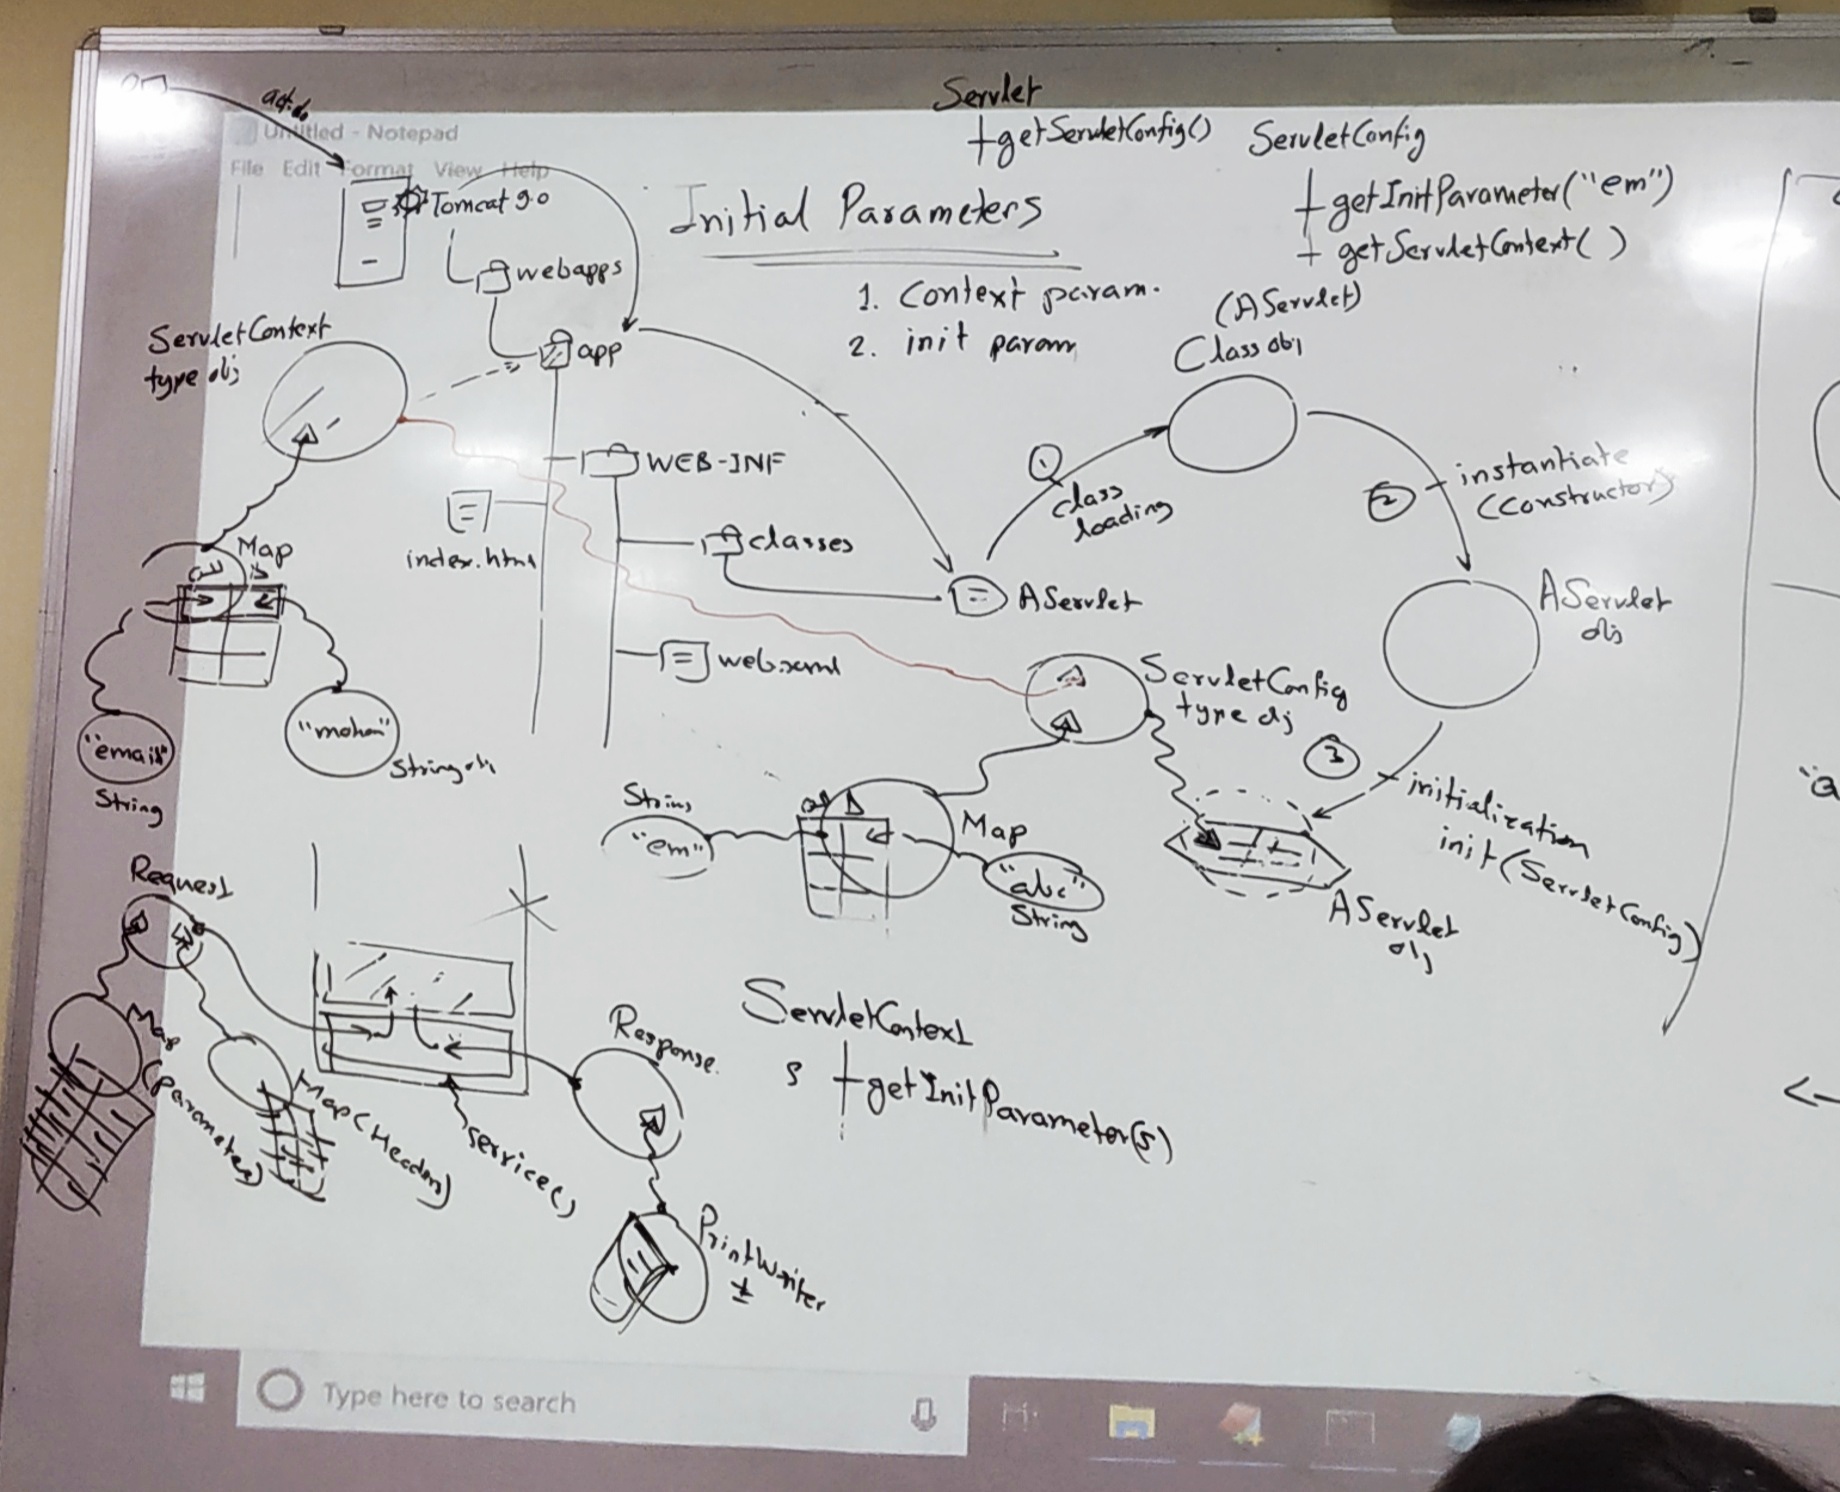 a4.do
Untitled - Notepad
File Edit Format View Help
Servlet
+getServletConfig()
ServletConfig
+getInitParameter("em")
+ getServletContext( )
Tomcat 9.0
webapps
app
Initial Parameters
1. Context param.
2. init param
ServletContext
type obj
(AServlet)
Class obj
WEB-INF
index.html
classes
AServlet
web.xml
1
class
loading
2
instantiate
(Constructor)
AServlet
obj
Map
"email"
String
"mohan"
String obj
ServletConfig
type obj
3
initialization
init(ServletConfig)
String
"em"
Map
"abc"
String
AServlet
obj
Request
Map
(Parameters)
Map(Headers)
service()
Response
PrintWriter
ServletContext
s +getInitParameter(s)
Type here to search